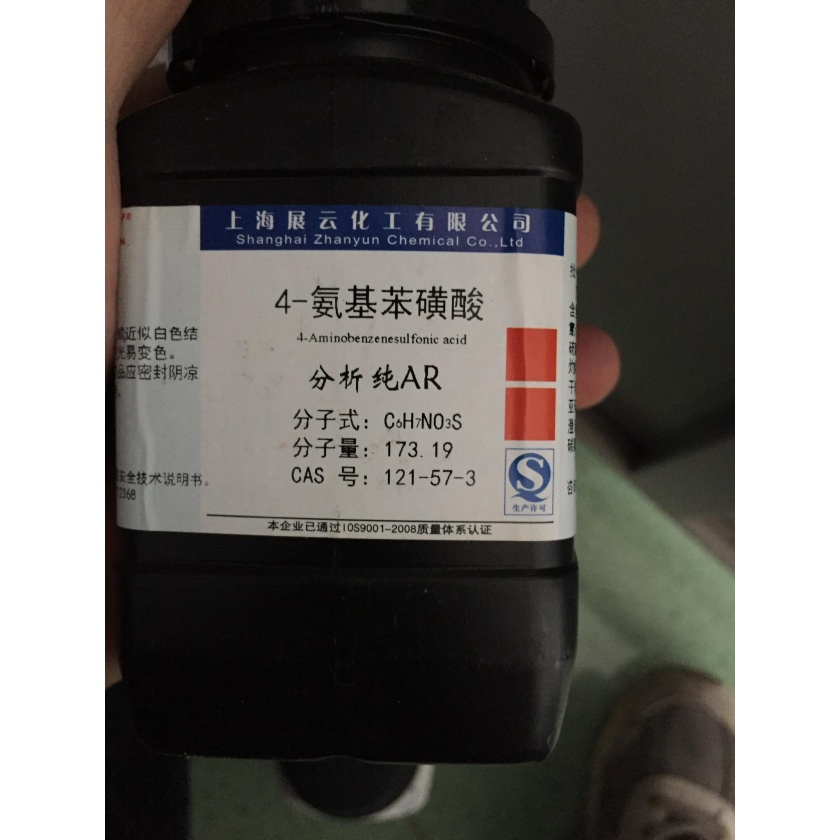 上海展云化工有限公司
Shanghai Zhanyun Chemical Co.,Ltd
4-氨基苯磺酸
4-Aminobenzenesulfonic acid
分析纯AR
分子式：C6H7NO3S
分子量：173.19
CAS 号：121-57-3
生产许可
本企业已通过IOS9001-2008质量体系认证
近似白色结
易变色。
品应密封阴凉
安全技术说明书。
2368